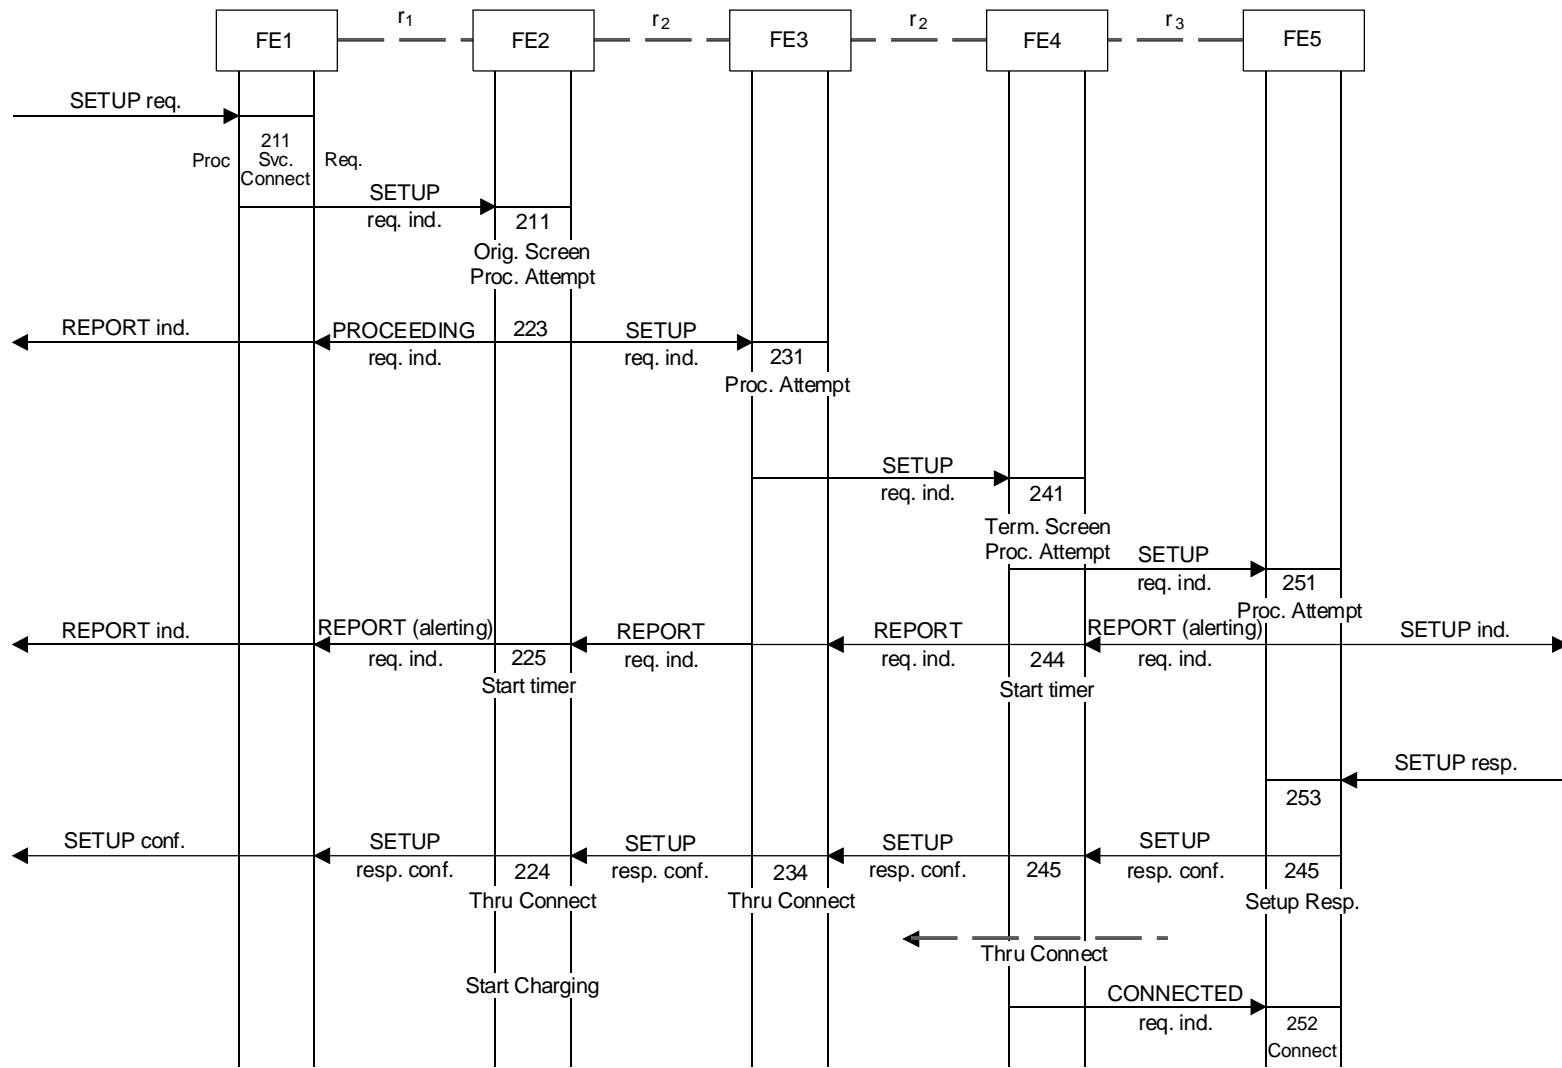 r1
r2
r2
r3
FE1
FE2
FE3
FE4
FE5
SETUP req.
211
Proc Svc. Req.
Connect
SETUP
req. ind.
211
Orig. Screen
Proc. Attempt
REPORT ind.
PROCEEDING
req. ind.
223
SETUP
req. ind.
231
Proc. Attempt
SETUP
req. ind.
241
Term. Screen
Proc. Attempt
SETUP
req. ind.
251
Proc. Attempt
REPORT ind.
REPORT (alerting)
req. ind.
225
Start timer
REPORT
req. ind.
REPORT
req. ind.
244
Start timer
REPORT (alerting)
req. ind.
SETUP ind.
SETUP resp.
253
SETUP conf.
SETUP
resp. conf.
224
Thru Connect
SETUP
resp. conf.
234
Thru Connect
SETUP
resp. conf.
245
SETUP
resp. conf.
245
Setup Resp.
Thru Connect
Start Charging
CONNECTED
req. ind.
252
Connect